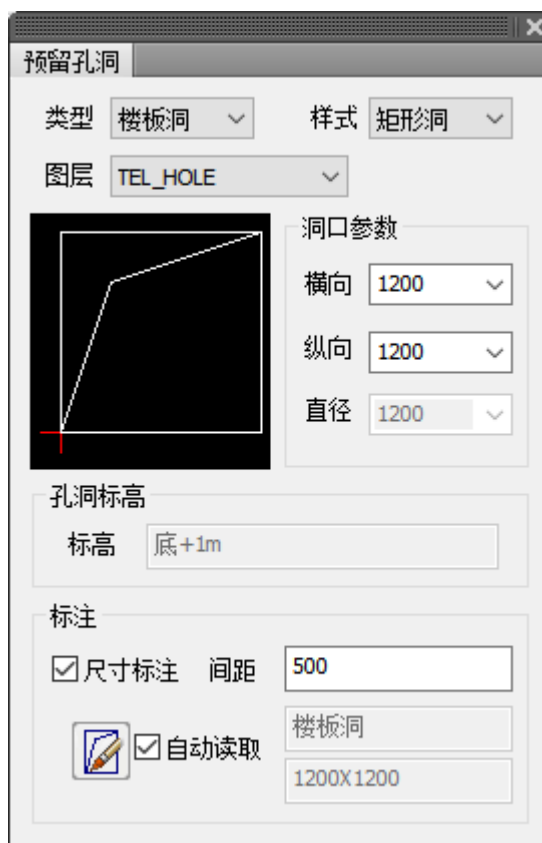 预留孔洞
类型 楼板洞 样式 矩形洞
图层 TEL_HOLE
洞口参数
横向 1200
纵向 1200
直径 1200
孔洞标高
标高 底+1m
标注
尺寸标注 间距 500
自动读取 楼板洞
1200X1200